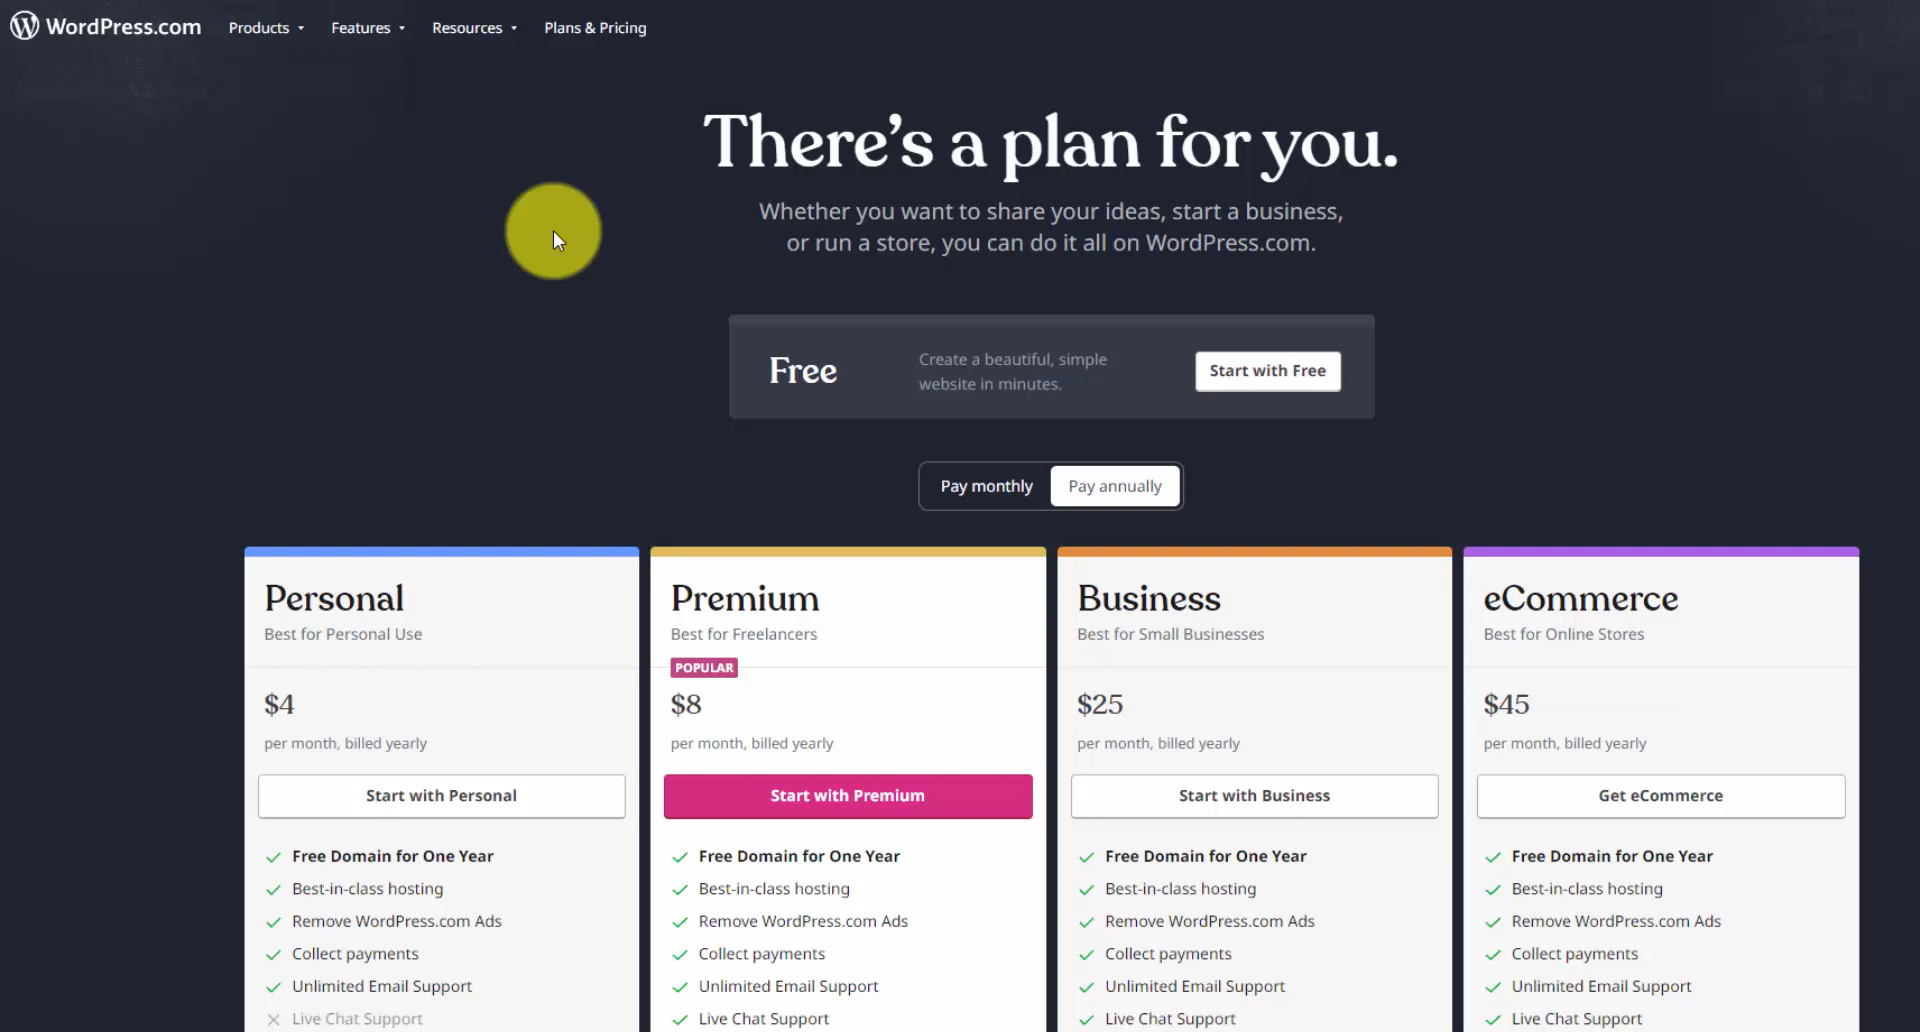 WordPress.com Products Features Resources Plans & Pricing
There's a plan for you.
Whether you want to share your ideas, start a business,
or run a store, you can do it all on WordPress.com.
Free
Create a beautiful, simple
website in minutes.
Start with Free
Pay monthly Pay annually
Personal
Best for Personal Use
$4
per month, billed yearly
Start with Personal
Free Domain for One Year
Best-in-class hosting
Remove WordPress.com Ads
Collect payments
Unlimited Email Support
Live Chat Support
Premium
Best for Freelancers
POPULAR
$8
per month, billed yearly
Start with Premium
Free Domain for One Year
Best-in-class hosting
Remove WordPress.com Ads
Collect payments
Unlimited Email Support
Live Chat Support
Business
Best for Small Businesses
$25
per month, billed yearly
Start with Business
Free Domain for One Year
Best-in-class hosting
Remove WordPress.com Ads
Collect payments
Unlimited Email Support
Live Chat Support
eCommerce
Best for Online Stores
$45
per month, billed yearly
Get eCommerce
Free Domain for One Year
Best-in-class hosting
Remove WordPress.com Ads
Collect payments
Unlimited Email Support
Live Chat Support